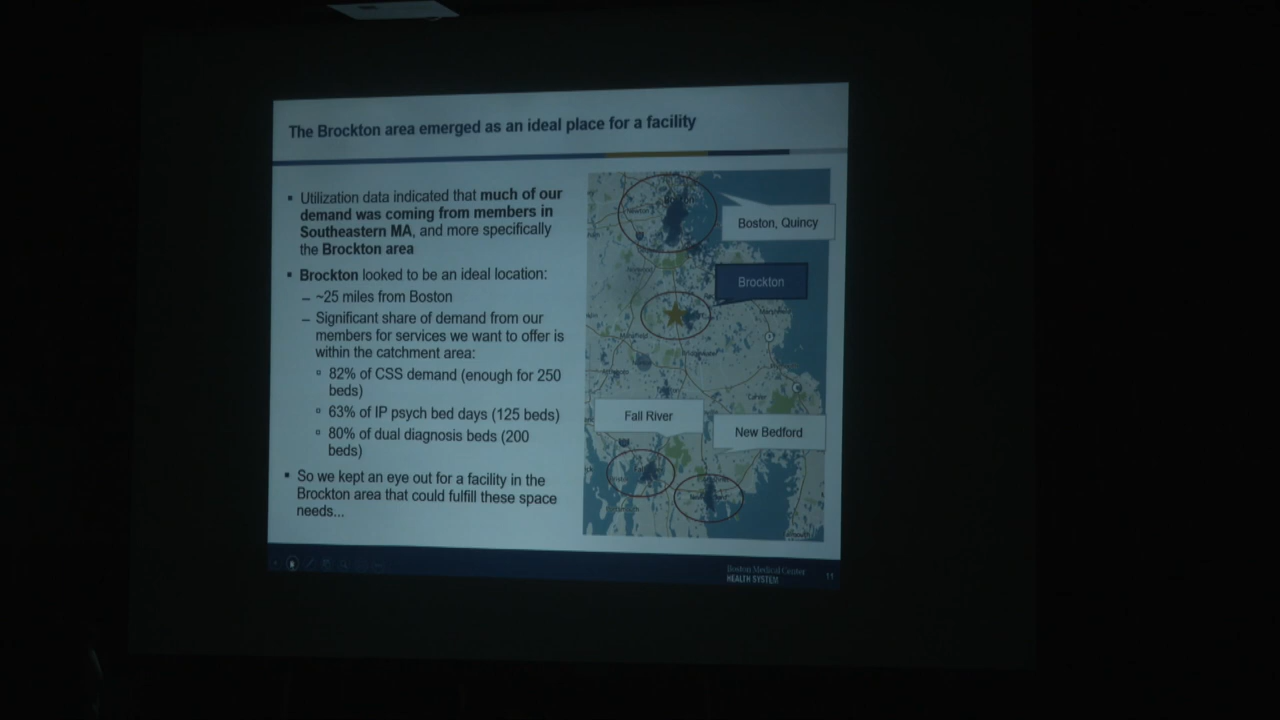 The Brockton area emerged as an ideal place for a facility
▪ Utilization data indicated that much of our
demand was coming from members in
Southeastern MA, and more specifically
the Brockton area
▪ Brockton looked to be an ideal location:
– ~25 miles from Boston
– Significant share of demand from our
members for services we want to offer is
within the catchment area:
▫ 82% of CSS demand (enough for 250
beds)
▫ 63% of IP psych bed days (125 beds)
▫ 80% of dual diagnosis beds (200
beds)
▪ So we kept an eye out for a facility in the
Brockton area that could fulfill these space
needs...
Boston
Boston, Quincy
Brockton
Fall River
New Bedford
Boston Medical Center
HEALTH SYSTEM
11